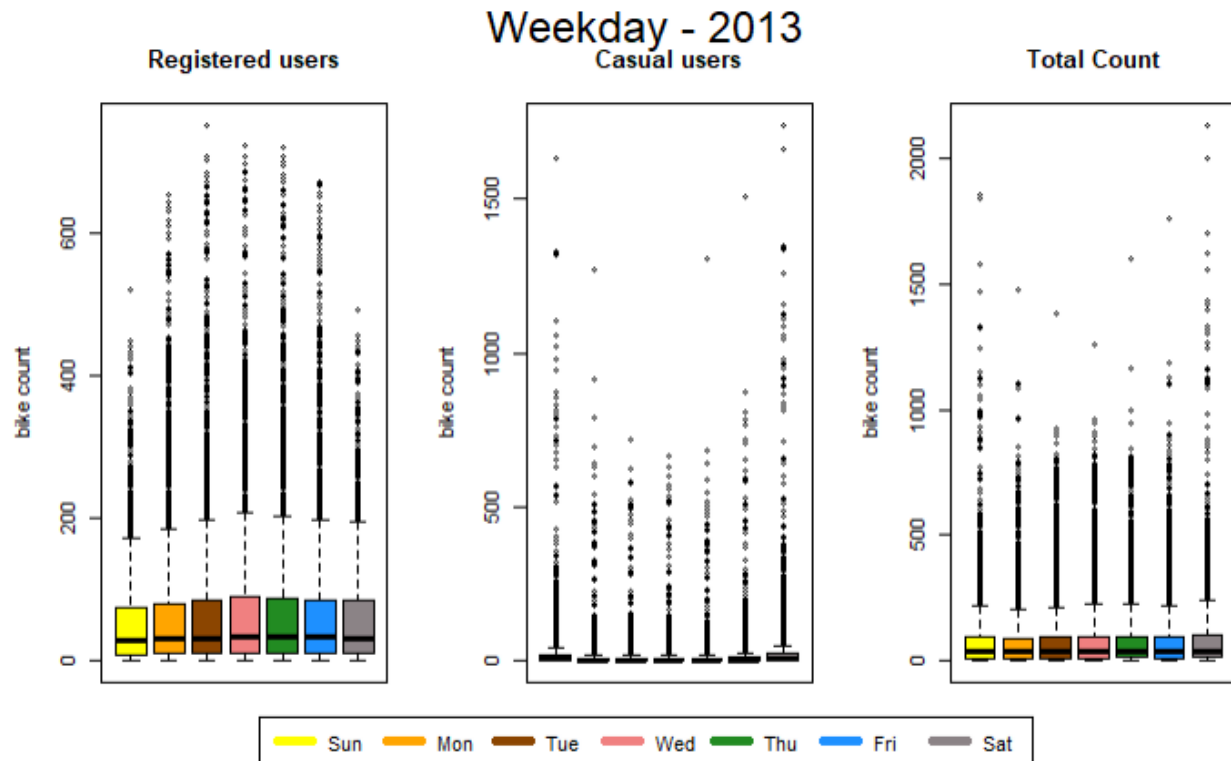 Weekday - 2013
Registered users
Casual users
Total Count
bike count
0
200
400
600
bike count
0
500
1000
1500
bike count
0
500
1000
1500
2000
Sun Mon Tue Wed Thu Fri Sat